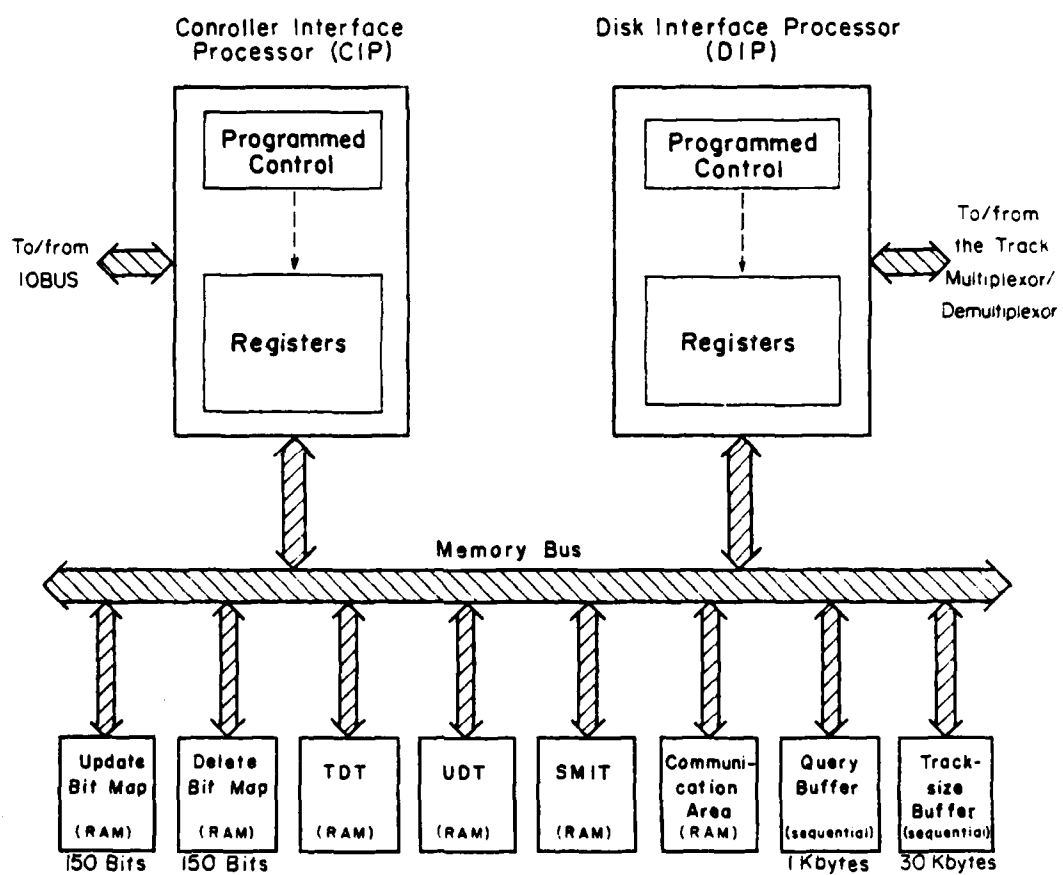 Conroller Interface
Processor (CIP)
Disk Interface Processor
(DIP)
Programmed
Control
Registers
Programmed
Control
Registers
To/from
IOBUS
To/from
the Track
Multiplexor/
Demultiplexor
Memory Bus
Update
Bit Map
(RAM)
150 Bits
Delete
Bit Map
(RAM)
150 Bits
TDT
(RAM)
UDT
(RAM)
SMIT
(RAM)
Communi-
cation
Area
(RAM)
Query
Buffer
(sequential)
1 Kbytes
Track-
size
Buffer
(sequential)
30 Kbytes